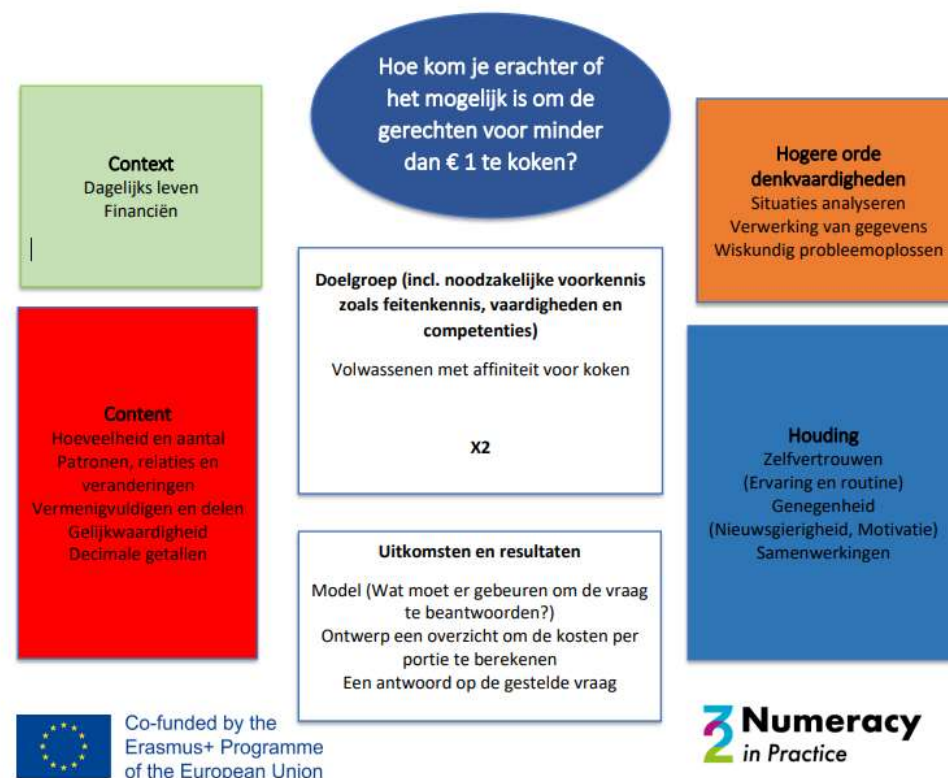 Hoe kom je erachter of
het mogelijk is om de
gerechten voor minder
dan € 1 te koken?
Context
Dagelijks leven
Financiën
Hogere orde
denkvaardigheden
Situaties analyseren
Verwerking van gegevens
Wiskundig probleemoplossen
Doelgroep (incl. noodzakelijke voorkennis
zoals feitenkennis, vaardigheden en
competenties)
Volwassenen met affiniteit voor koken
X2
Content
Hoeveelheid en aantal
Patronen, relaties en
veranderingen
Vermenigvuldigen en delen
Gelijkwaardigheid
Decimale getallen
Houding
Zelfvertrouwen
(Ervaring en routine)
Genegenheid
(Nieuwsgierigheid, Motivatie)
Samenwerkingen
Uitkomsten en resultaten
Model (Wat moet er gebeuren om de vraag
te beantwoorden?)
Ontwerp een overzicht om de kosten per
portie te berekenen
Een antwoord op de gestelde vraag
Co-funded by the
Erasmus+ Programme
of the European Union
Numeracy
in Practice